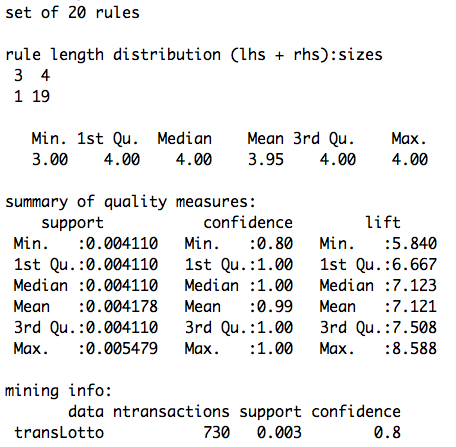 set of 20 rules
rule length distribution (lhs + rhs):sizes
3 4
1 19
Min. 1st Qu. Median Mean 3rd Qu. Max.
3.00 4.00 4.00 3.95 4.00 4.00
summary of quality measures:
support confidence lift
Min. :0.004110 Min. :0.80 Min. :5.840
1st Qu.:0.004110 1st Qu.:1.00 1st Qu.:6.667
Median :0.004110 Median :1.00 Median :7.123
Mean :0.004178 Mean :0.99 Mean :7.121
3rd Qu.:0.004110 3rd Qu.:1.00 3rd Qu.:7.508
Max. :0.005479 Max. :1.00 Max. :8.588
mining info:
data ntransactions support confidence
transLotto 730 0.003 0.8